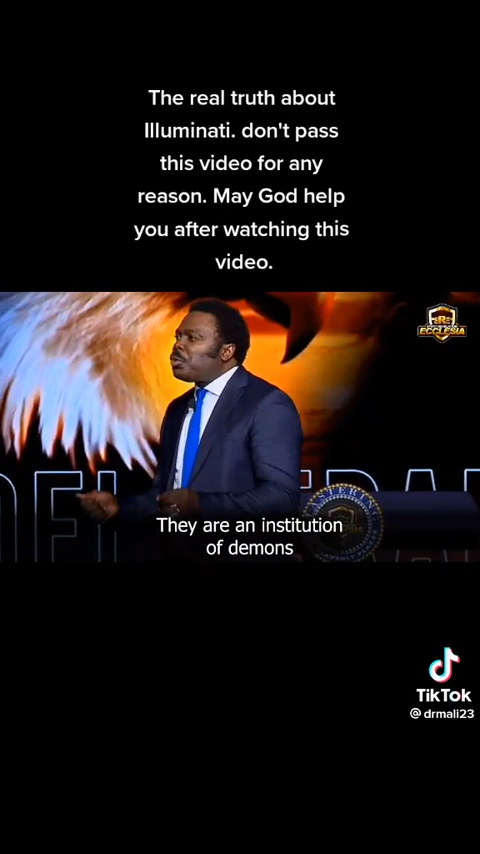 The real truth about
Illuminati. don't pass
this video for any
reason. May God help
you after watching this
video.
ECCLESIA
They are an institution
of demons
TikTok
@drmali23